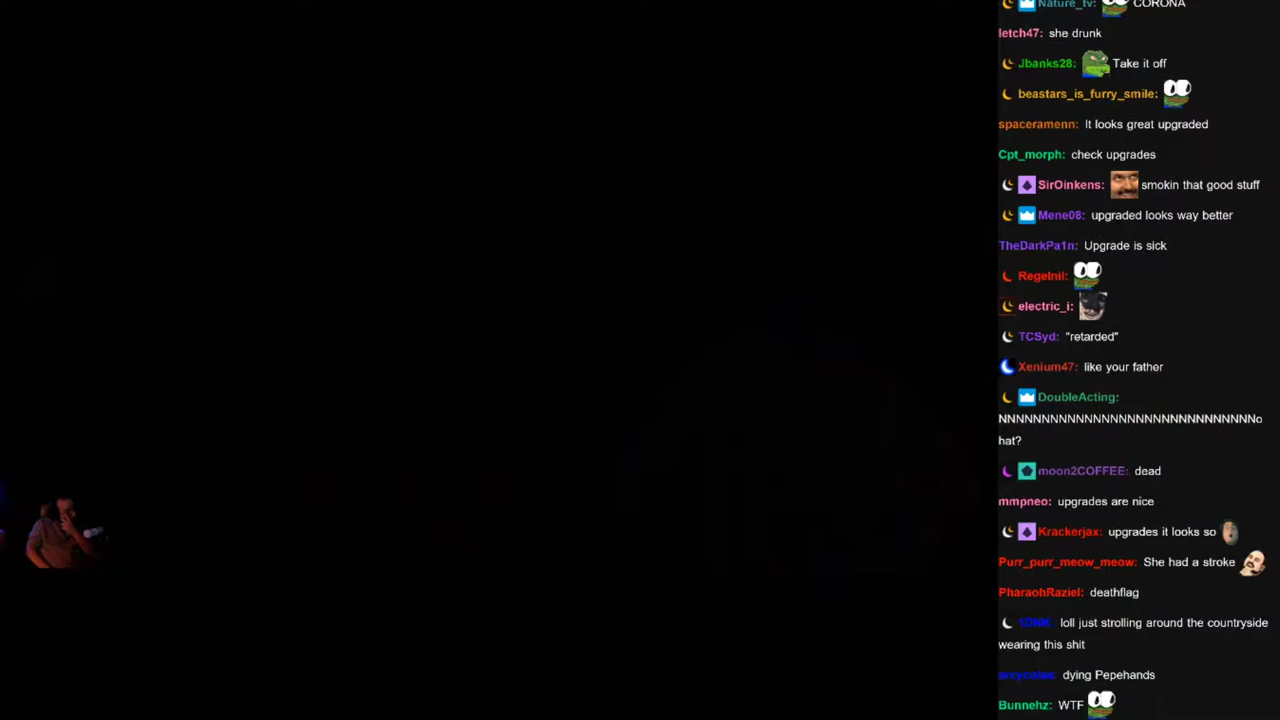 Nature_tv: CORONA
letch47: she drunk
Jbanks28: Take it off
beastars_is_furry_smile:
spaceramenn: It looks great upgraded
Cpt_morph: check upgrades
SirOinkens: smokin that good stuff
Mene08: upgraded looks way better
TheDarkPa1n: Upgrade is sick
Regelnil:
electric_i:
TCSyd: "retarded"
Xenium47: like your father
DoubleActing:
NNNNNNNNNNNNNNNNNNNNNNNNNNNNNo
hat?
moon2COFFEE: dead
mmpneo: upgrades are nice
Krackerjax: upgrades it looks so
Purr_purr_meow_meow: She had a stroke
PharaohRaziel: deathflag
loll just strolling around the countryside
wearing this shit
dying Pepehands
Bunnehz: WTF